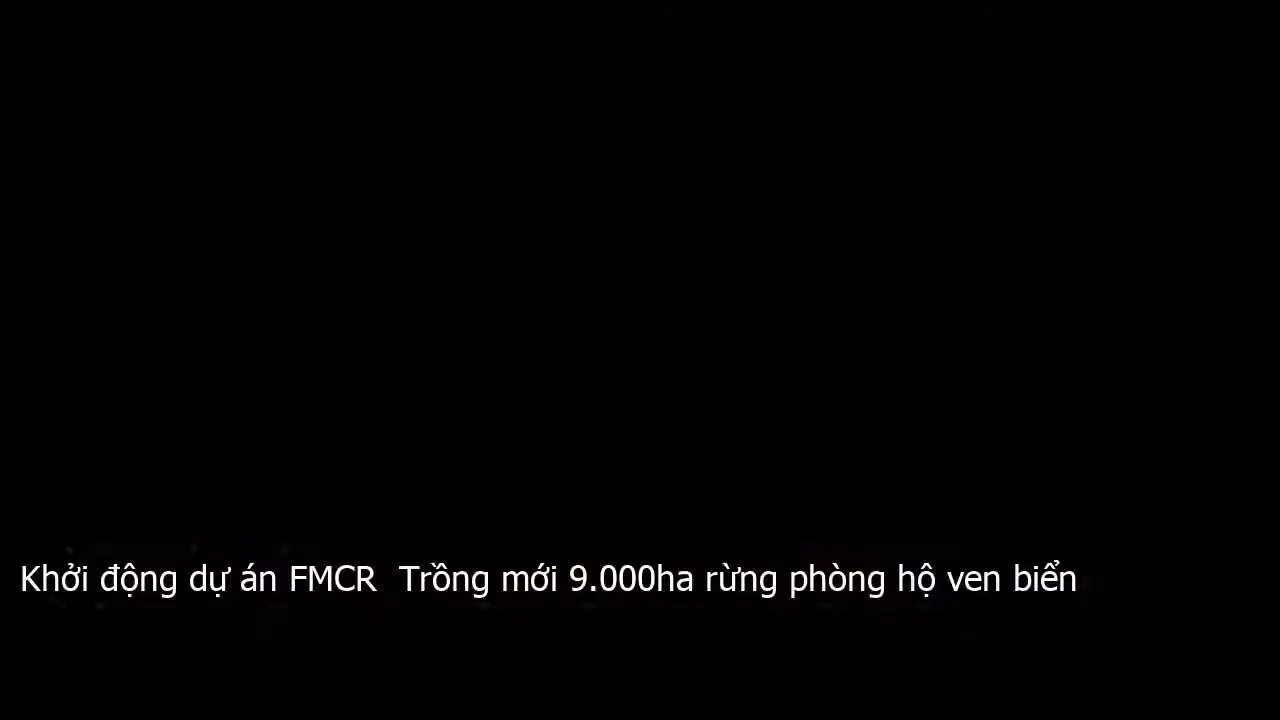 Khởi động dự án FMCR  Trồng mới 9.000ha rừng phòng hộ ven biển